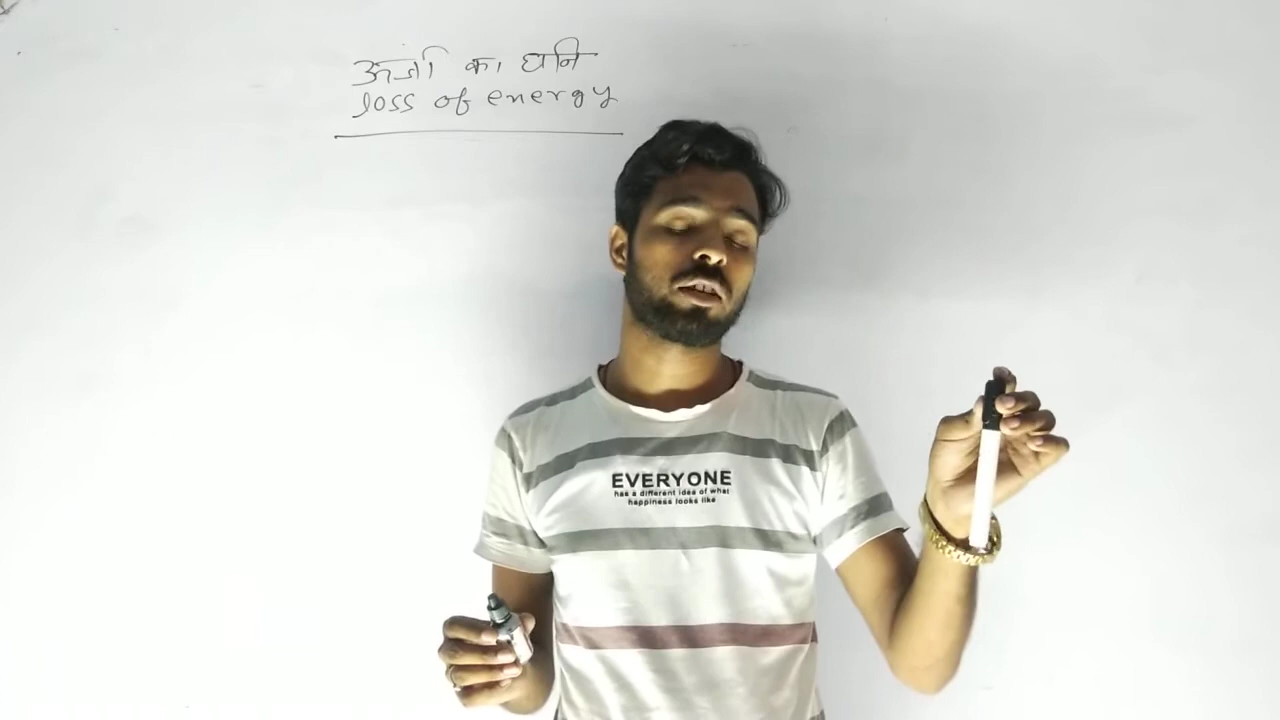 ऊर्जा का घानि
loss of energy
EVERYONE
has a different idea of what
happiness looks like